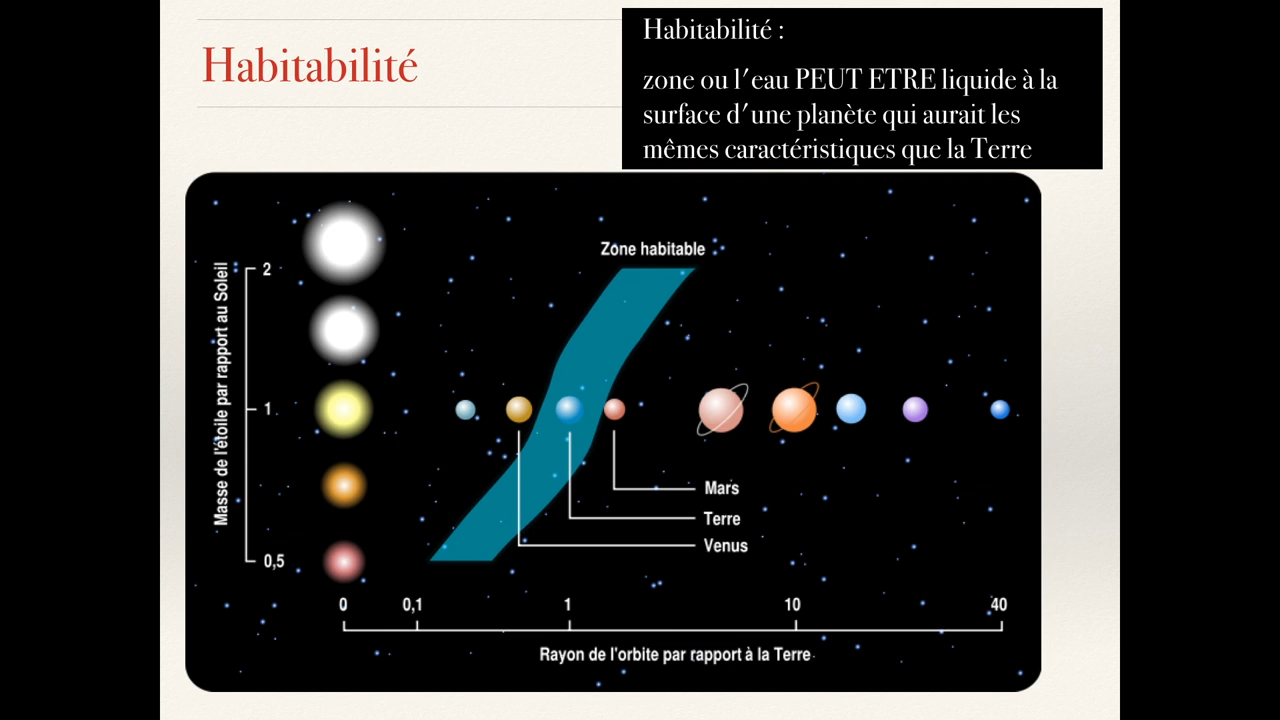 Habitabilité
Habitabilité :
zone ou l'eau PEUT ETRE liquide à la
surface d'une planète qui aurait les
mêmes caractéristiques que la Terre
Zone habitable
Masse de l'étoile par rapport au Soleil
2
1
0,5
Mars
Terre
Venus
0 0,1 1 10 40
Rayon de l'orbite par rapport à la Terre